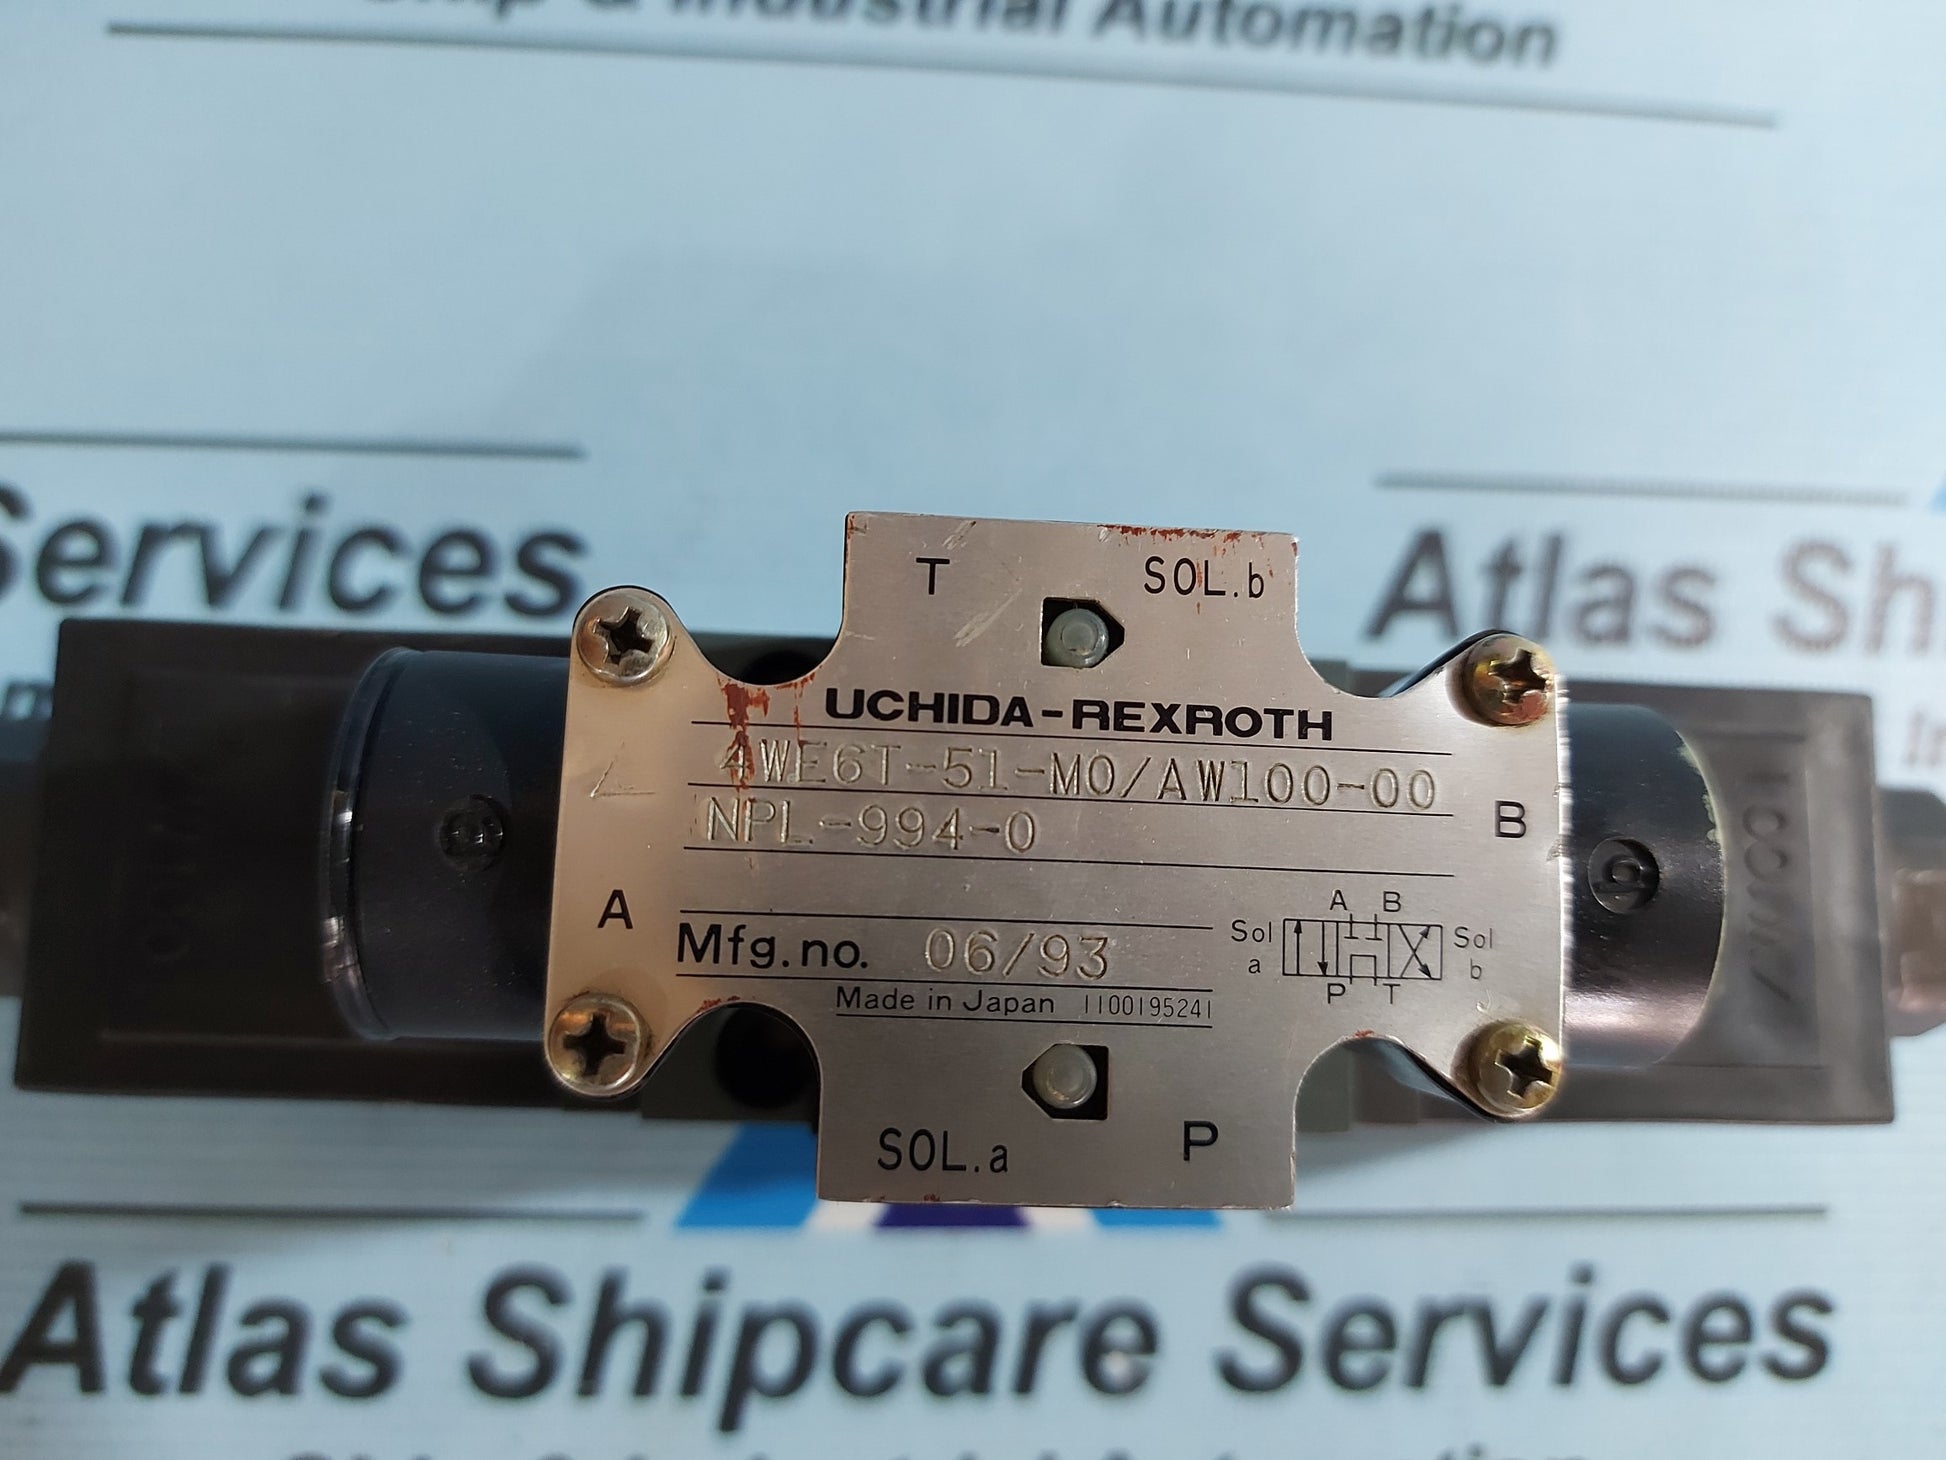 Ship & Industrial Automation
Services
Atlas Sh
T
SOL.b
UCHIDA-REXROTH
4WE6T-51-M0/AW100-00
NPL-994-0
B
A
A B
Mfg.no. 06/93
Sol
a
Sol
b
P T
Made in Japan 1100195241
SOL.a
P
Atlas Shipcare Services